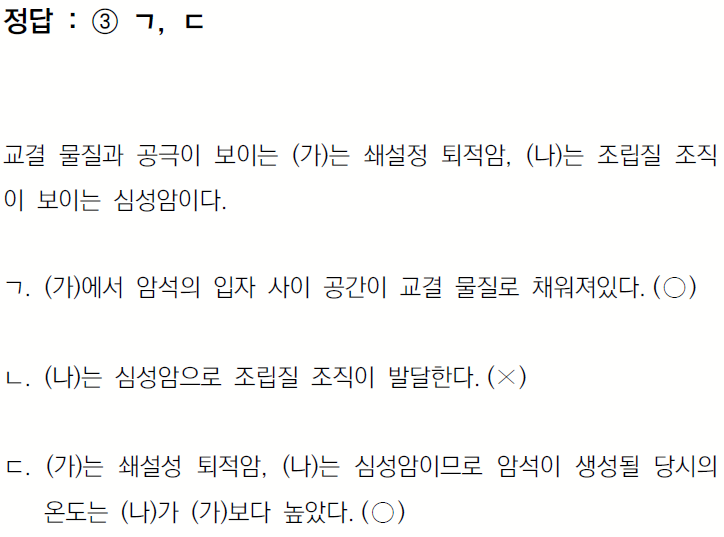 정답 : ③ ㄱ, ㄷ
교결 물질과 공극이 보이는 (가)는 쇄설정 퇴적암, (나)는 조립질 조직
이 보이는 심성암이다.
ㄱ. (가)에서 암석의 입자 사이 공간이 교결 물질로 채워져있다. (○)
ㄴ. (나)는 심성암으로 조립질 조직이 발달한다. (×)
ㄷ. (가)는 쇄설성 퇴적암, (나)는 심성암이므로 암석이 생성될 당시의
온도는 (나)가 (가)보다 높았다. (○)